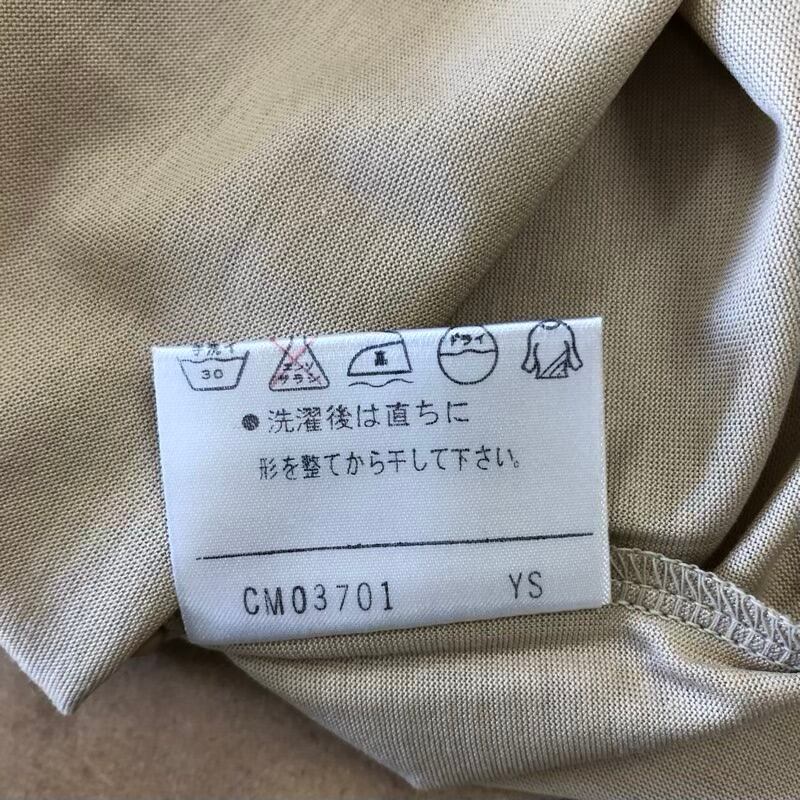 手洗イ 30 エンソ サラシ 高 ドライ
●洗濯後は直ちに
形を整てから干して下さい。
CM03701 YS